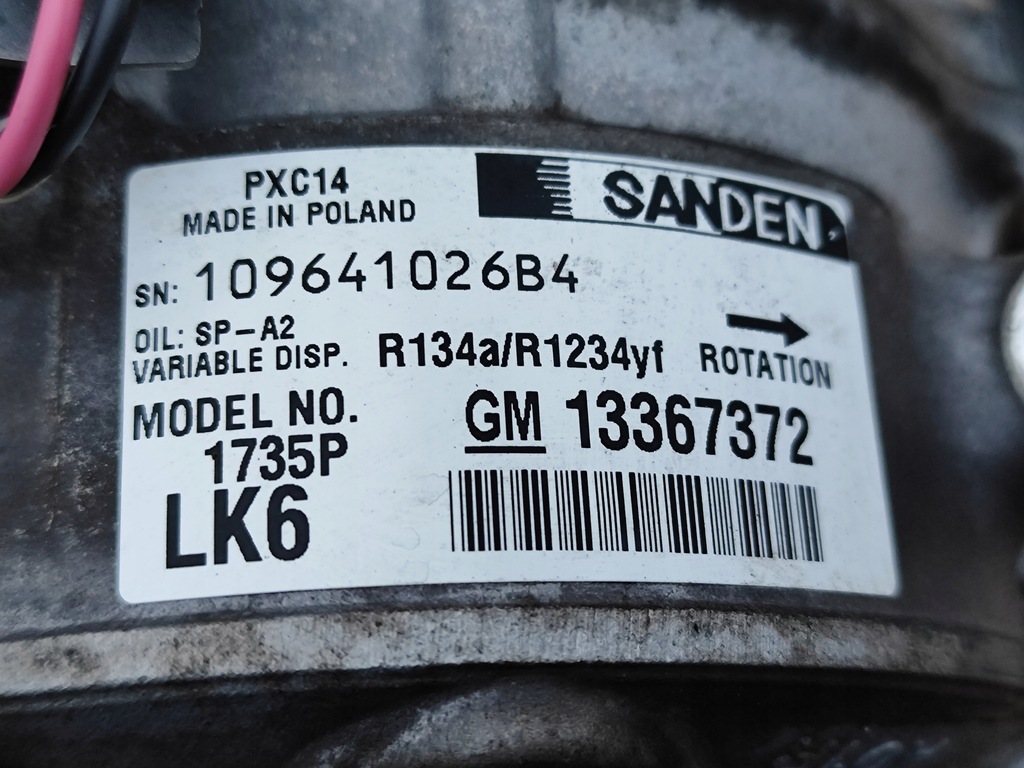 PXC14
MADE IN POLAND
SANDEN
SN: 109641026B4
OIL: SP-A2
VARIABLE DISP. R134a/R1234yf
ROTATION
MODEL NO.
1735P
GM 13367372
LK6